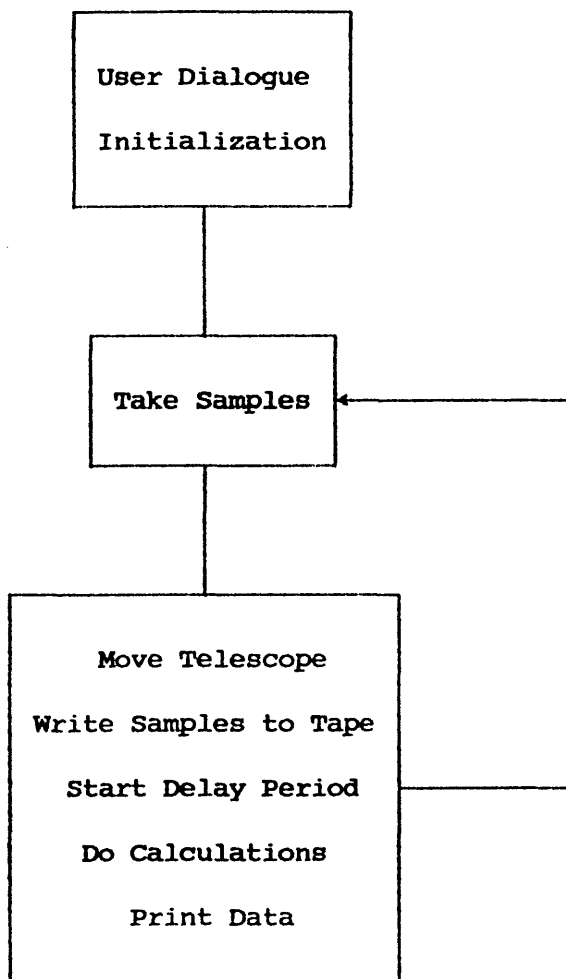 User Dialogue
Initialization
Take Samples
Move Telescope
Write Samples to Tape
Start Delay Period
Do Calculations
Print Data